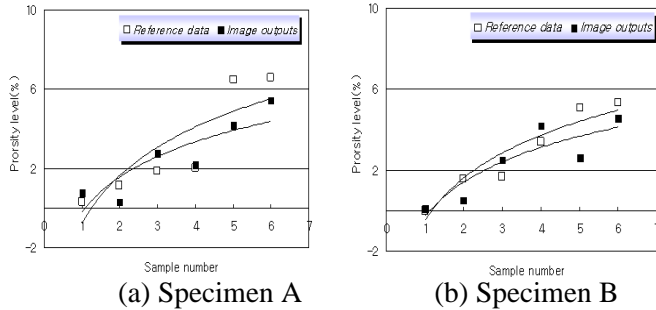 10
Reference data Image outputs
6
2
-2
0 1 2 3 4 5 6 7
Prorsity level(%)
Sample number
(a) Specimen A
10
Reference data Image outputs
6
2
-2
0 1 2 3 4 5 6 7
Prorsity level(%)
Sample number
(b) Specimen B